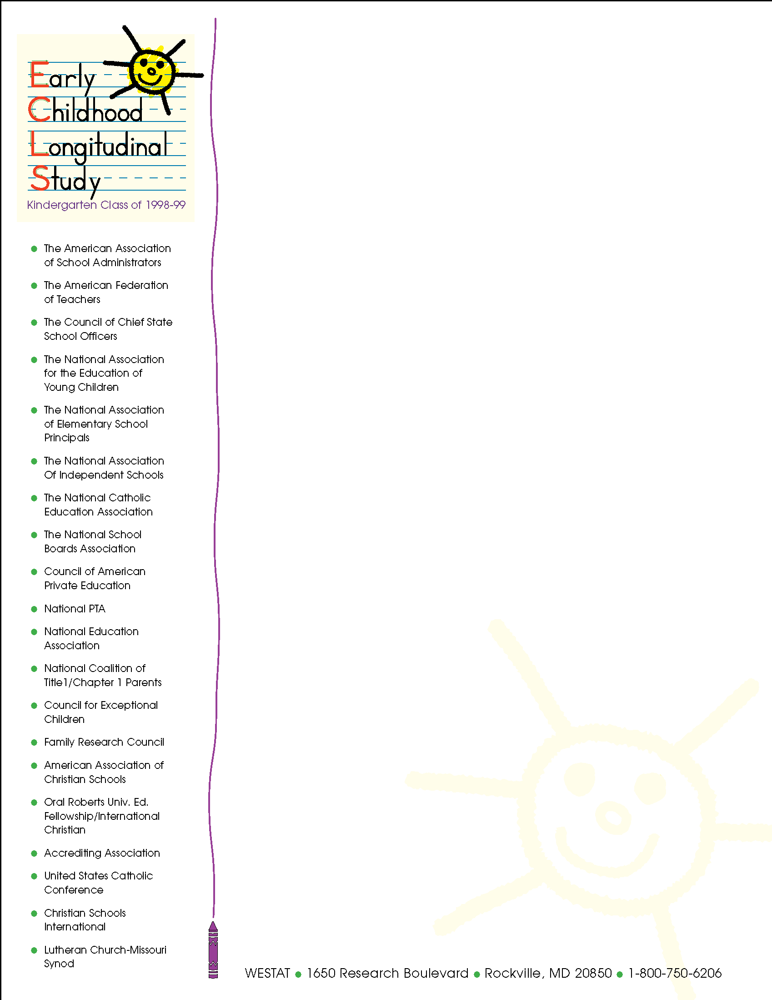 Early
Childhood
Longitudinal
Study
Kindergarten Class of 1998-99
● The American Association
of School Administrators
● The American Federation
of Teachers
● The Council of Chief State
School Officers
● The National Association
for the Education of
Young Children
● The National Association
of Elementary School
Principals
● The National Association
Of Independent Schools
● The National Catholic
Education Association
● The National School
Boards Association
● Council of American
Private Education
● National PTA
● National Education
Association
● National Coalition of
Title1/Chapter 1 Parents
● Council for Exceptional
Children
● Family Research Council
● American Association of
Christian Schools
● Oral Roberts Univ. Ed.
Fellowship/International
Christian
● Accrediting Association
● United States Catholic
Conference
● Christian Schools
International
● Lutheran Church-Missouri
Synod
WESTAT ● 1650 Research Boulevard ● Rockville, MD 20850 ● 1-800-750-6206